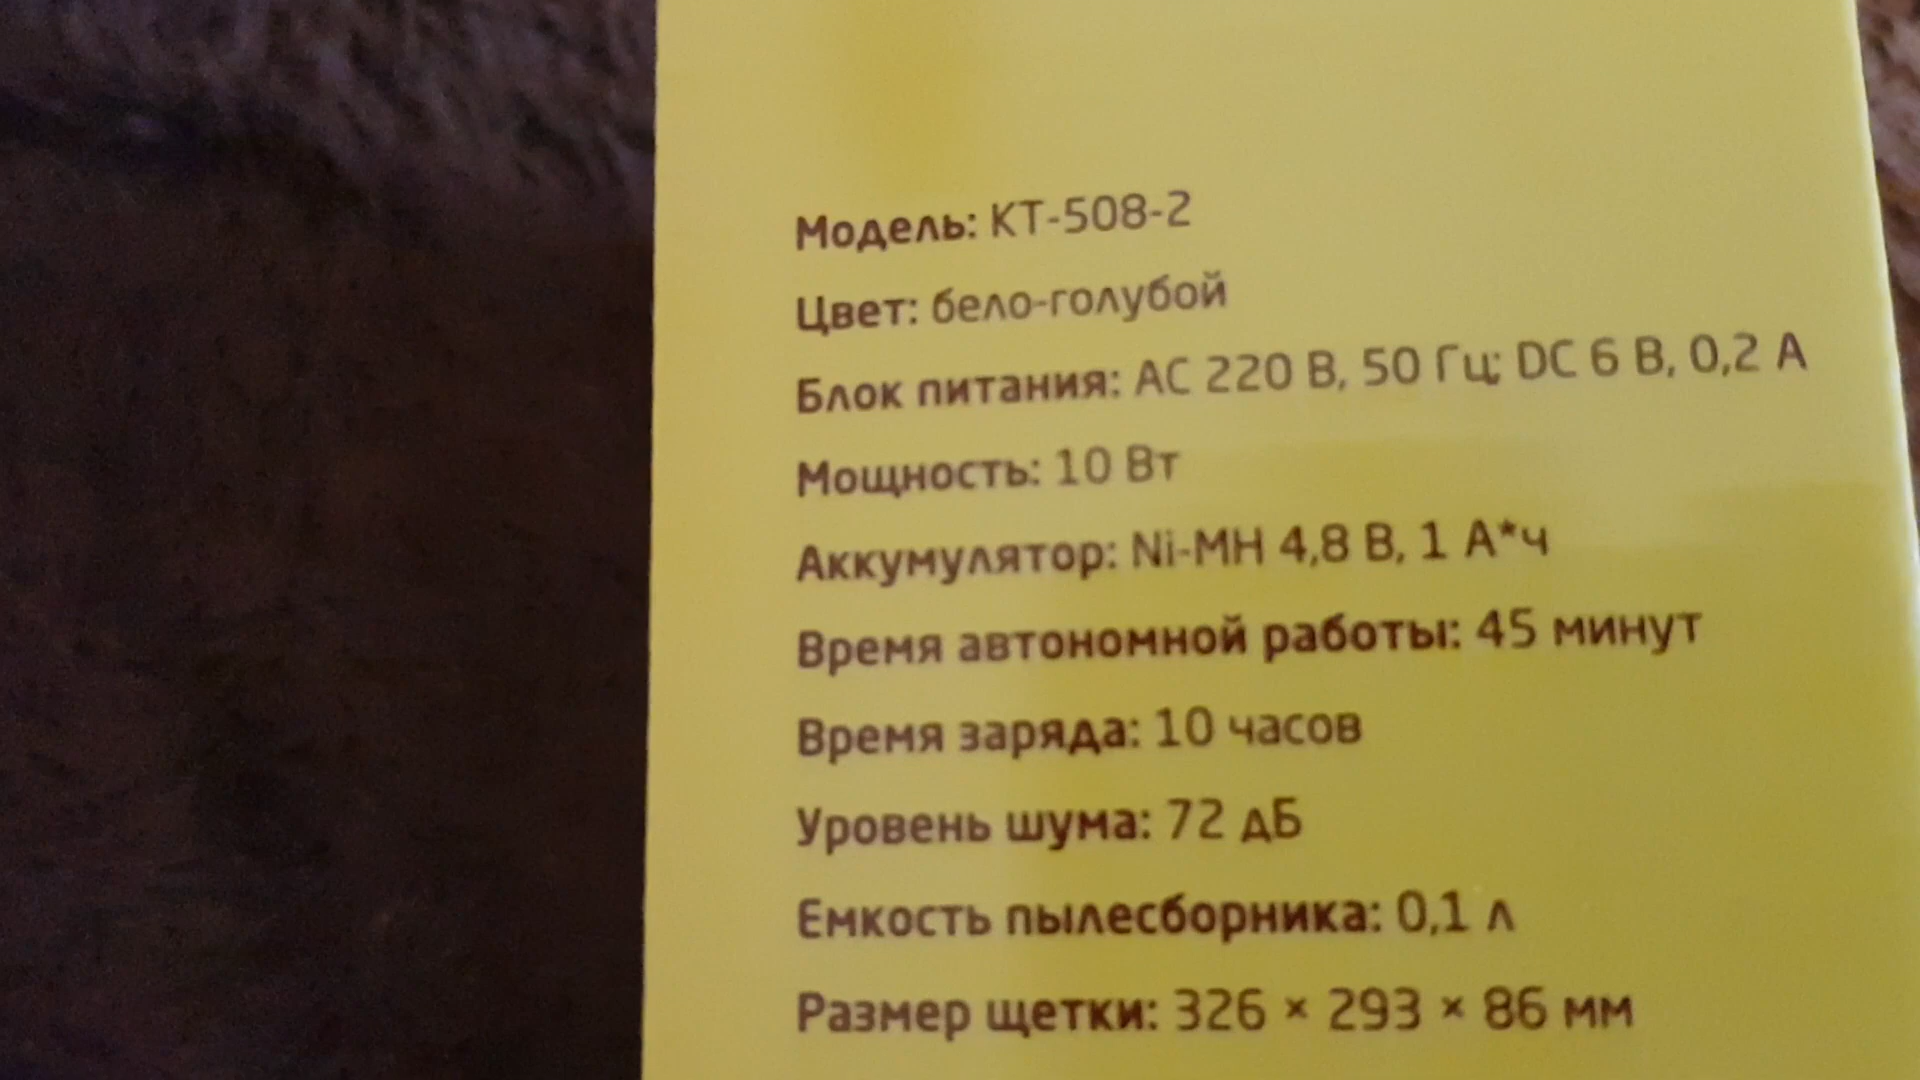 Модель: КТ-508-2
Цвет: бело-голубой
Блок питания: AC 220 В, 50 Гц; DC 6 В, 0,2 А
Мощность: 10 Вт
Аккумулятор: Ni-MH 4,8 В, 1 А*ч
Время автономной работы: 45 минут
Время заряда: 10 часов
Уровень шума: 72 дБ
Емкость пылесборника: 0,1 л
Размер щетки: 326 × 293 × 86 мм